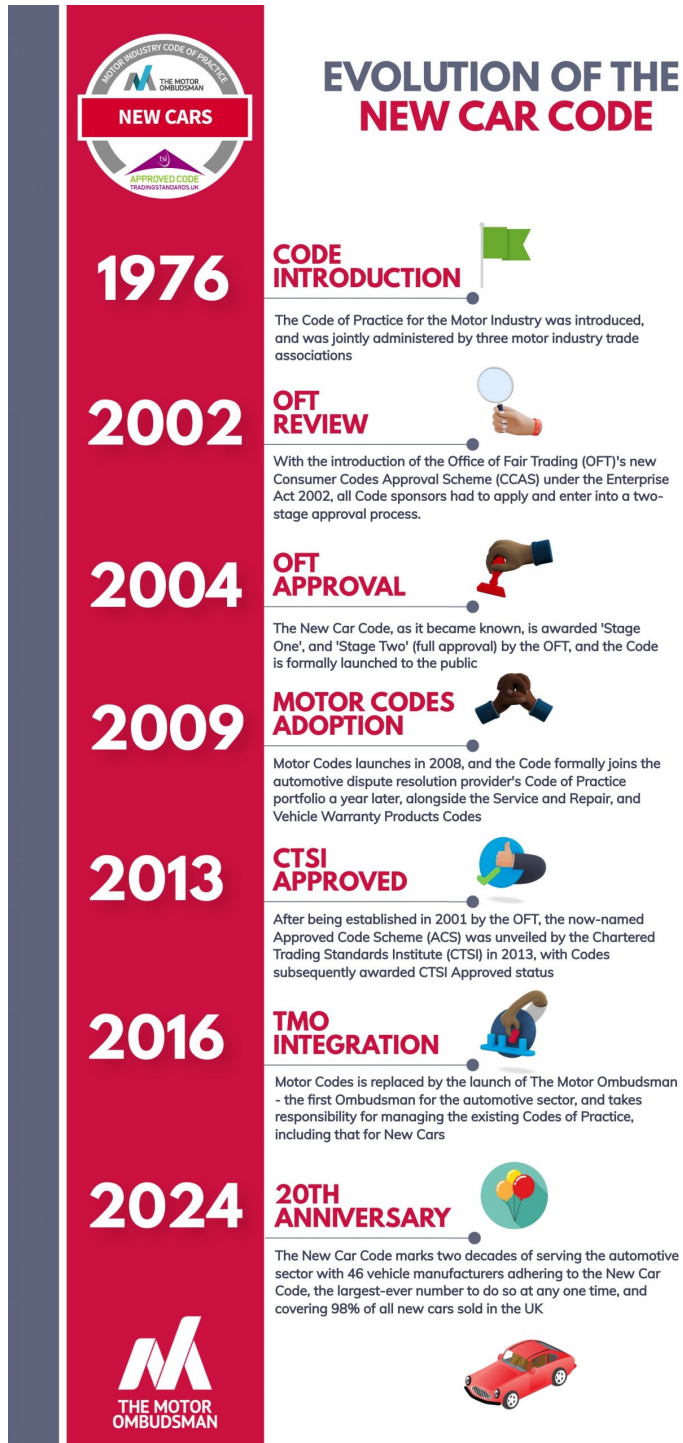 MOTOR INDUSTRY CODE OF PRACTICE
THE MOTOR
OMBUDSMAN
NEW CARS
tsi
APPROVED CODE
TRADINGSTANDARDS.UK
EVOLUTION OF THE
NEW CAR CODE
1976
CODE
INTRODUCTION
The Code of Practice for the Motor Industry was introduced,
and was jointly administered by three motor industry trade
associations
2002
OFT
REVIEW
With the introduction of the Office of Fair Trading (OFT)'s new
Consumer Codes Approval Scheme (CCAS) under the Enterprise
Act 2002, all Code sponsors had to apply and enter into a two-
stage approval process.
2004
OFT
APPROVAL
The New Car Code, as it became known, is awarded 'Stage
One', and 'Stage Two' (full approval) by the OFT, and the Code
is formally launched to the public
2009
MOTOR CODES
ADOPTION
Motor Codes launches in 2008, and the Code formally joins the
automotive dispute resolution provider's Code of Practice
portfolio a year later, alongside the Service and Repair, and
Vehicle Warranty Products Codes
2013
CTSI
APPROVED
After being established in 2001 by the OFT, the now-named
Approved Code Scheme (ACS) was unveiled by the Chartered
Trading Standards Institute (CTSI) in 2013, with Codes
subsequently awarded CTSI Approved status
2016
TMO
INTEGRATION
Motor Codes is replaced by the launch of The Motor Ombudsman
- the first Ombudsman for the automotive sector, and takes
responsibility for managing the existing Codes of Practice,
including that for New Cars
2024
20TH
ANNIVERSARY
The New Car Code marks two decades of serving the automotive
sector with 46 vehicle manufacturers adhering to the New Car
Code, the largest-ever number to do so at any one time, and
covering 98% of all new cars sold in the UK
THE MOTOR
OMBUDSMAN